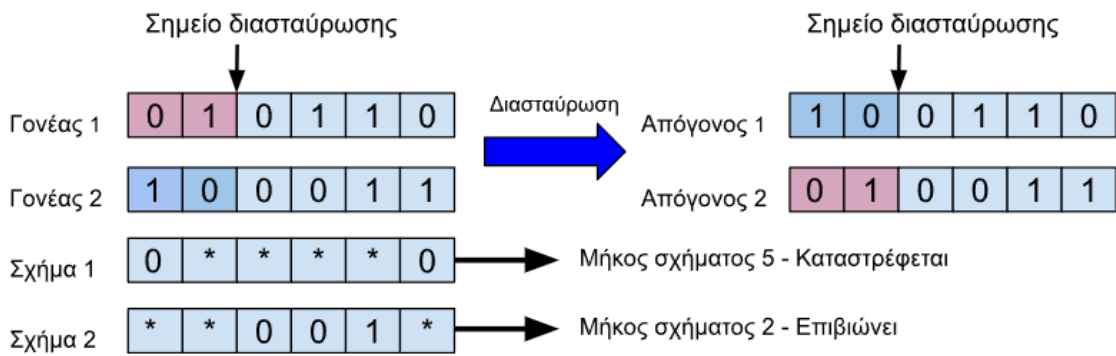 Σημείο διασταύρωσης
Σημείο διασταύρωσης
Γονέας 1 0 1 0 1 1 0
Διασταύρωση
Απόγονος 1 1 0 0 1 1 0
Γονέας 2 1 0 0 0 1 1
Απόγονος 2 0 1 0 0 1 1
Σχήμα 1 0 * * * * 0 Μήκος σχήματος 5 - Καταστρέφεται
Σχήμα 2 * * 0 0 1 * Μήκος σχήματος 2 - Επιβιώνει